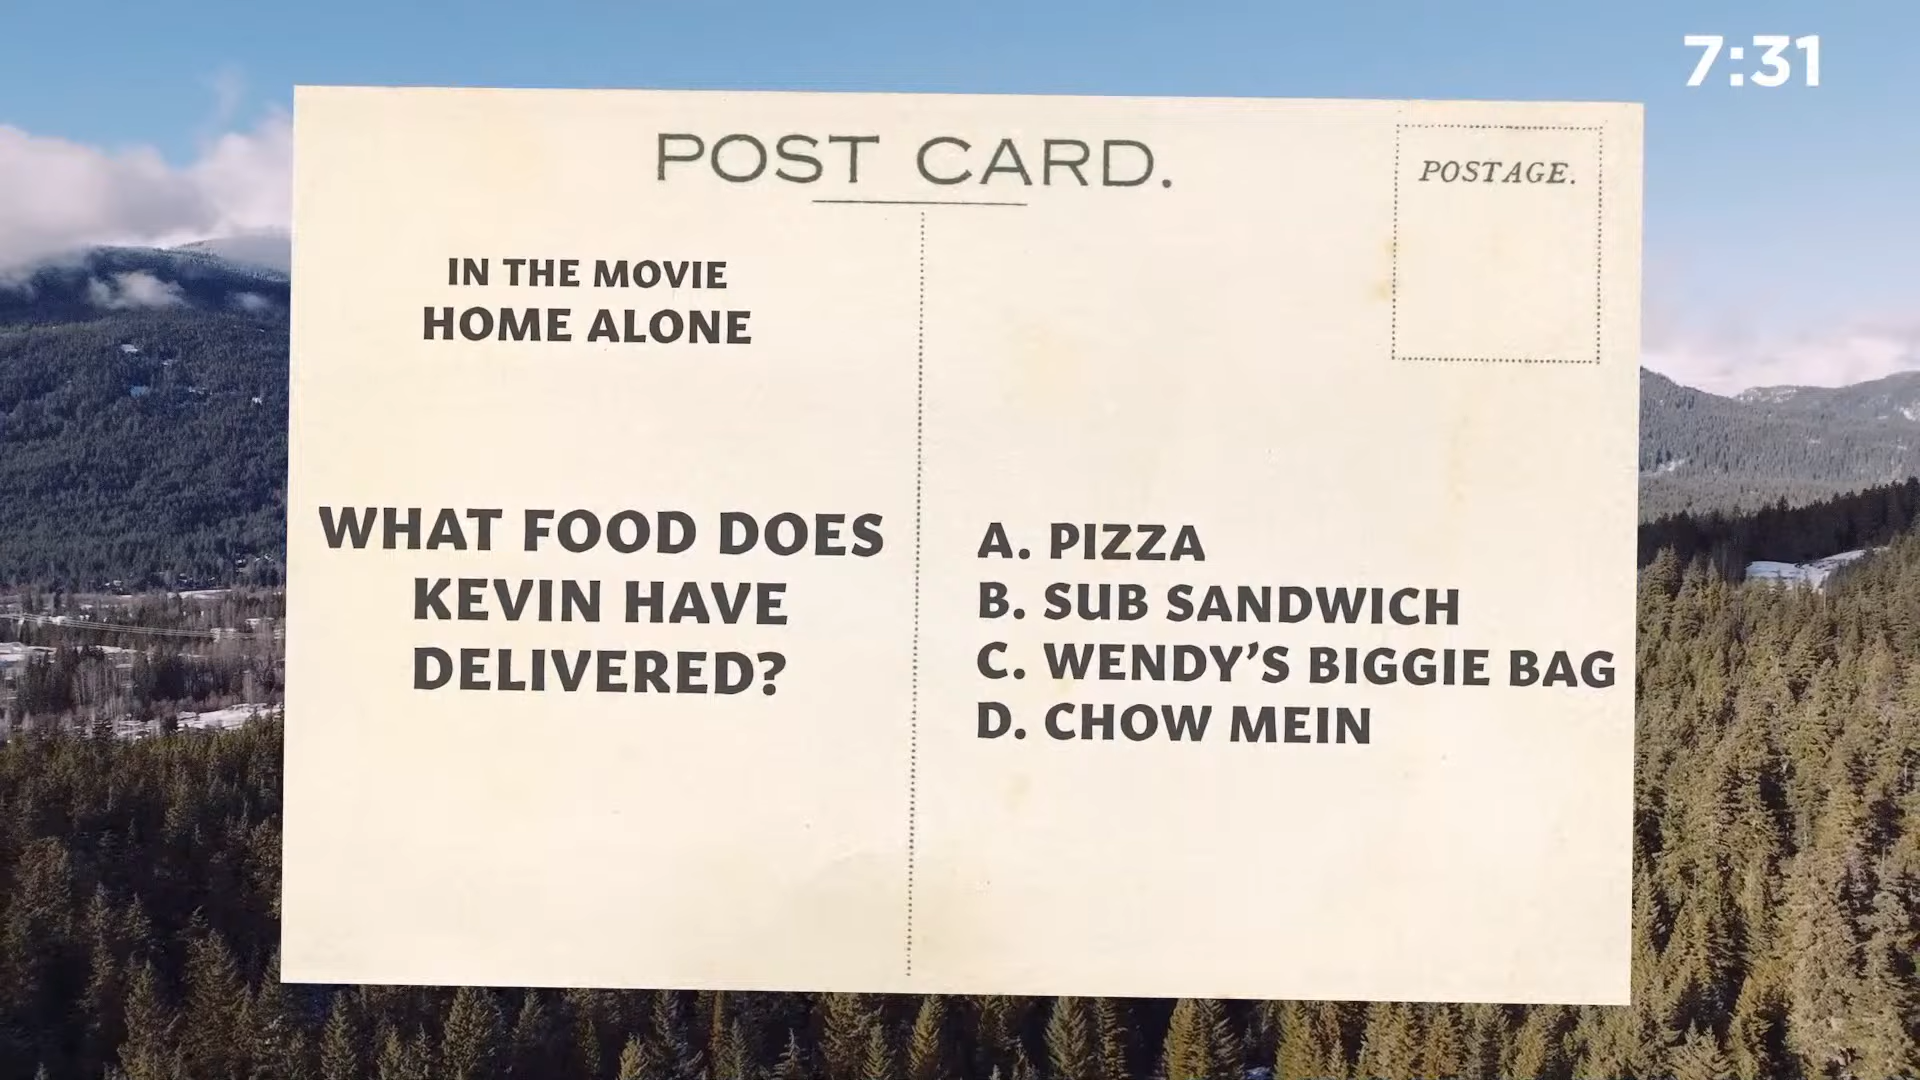 7:31
POST CARD.
POSTAGE.
IN THE MOVIE
HOME ALONE
WHAT FOOD DOES
KEVIN HAVE
DELIVERED?
A. PIZZA
B. SUB SANDWICH
C. WENDY'S BIGGIE BAG
D. CHOW MEIN